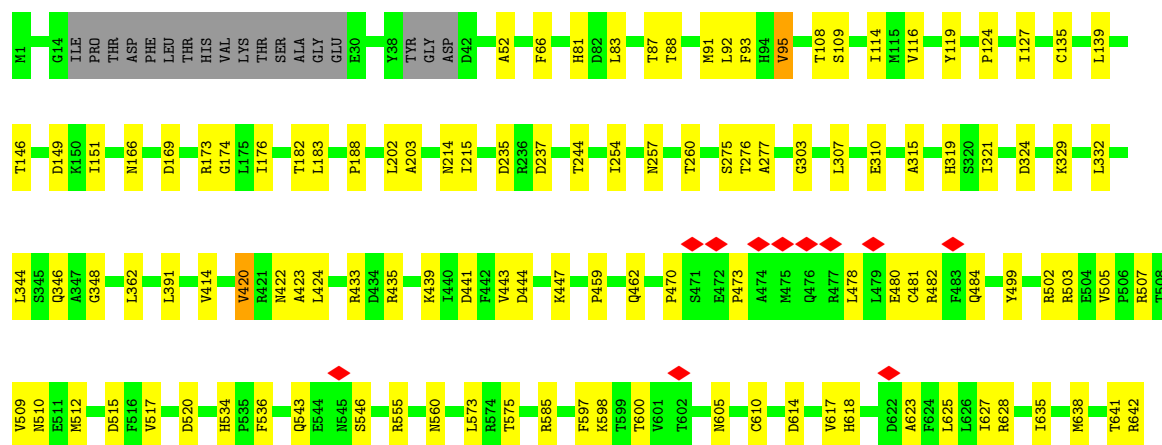 M1 G14 ILE PRO THR ASP PHE LEU THR HIS VAL LYS THR SER ALA GLY GLU E30 Y38 TYR GLY ASP D42 A52 F66 H81 D82 L83 T87 T88 M91 L92 F93 H94 V95 T108 S109 I114 M115 V116 Y119 P124 I127 C135 L139
T146 D149 K150 I151 N166 D169 R173 G174 L175 I176 T182 L183 P188 L202 A203 N214 I215 D235 R236 D237 T244 I254 N257 T260 S275 T276 A277 G303 L307 E310 A315 H319 S320 I321 D324 K329 L332
L344 S345 Q346 A347 G348 L362 L391 V414 V420 R421 N422 A423 L424 R433 D434 R435 K439 I440 D441 F442 V443 D444 K447 P459 Q462 P470 S471 E472 P473 A474 M475 Q476 R477 L478 L479 E480 C481 R482 F483 Q484 Y499 R502 R503 E504 V505 P506 R507 T508
V509 N510 E511 M512 D515 F516 V517 D520 H534 P535 F536 Q543 E544 N545 S546 R555 N560 L573 R574 T575 R585 F597 K598 T599 T600 V601 T602 N605 C610 D614 V617 H618 D622 A623 F624 L625 L626 I627 R628 I635 M638 T641 R642